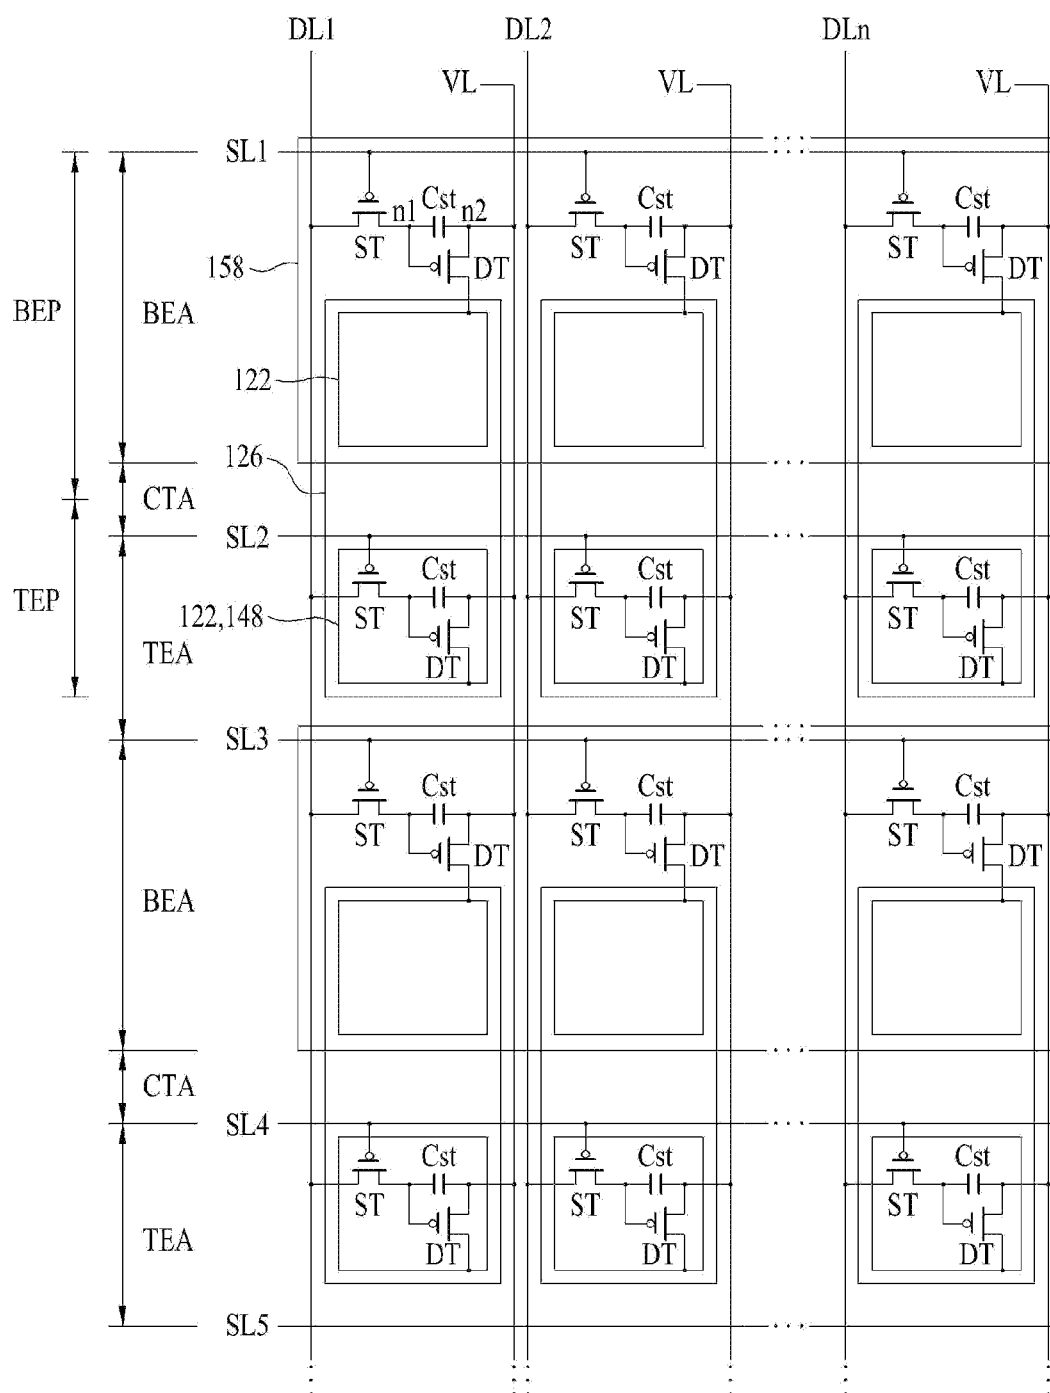 DL1 DL2 DLn
VL VL VL
SL1
Cst Cst Cst
n1 n2
ST ST ST
DT DT DT
158
BEP BEA
122
126
CTA
SL2
Cst Cst Cst
TEP ST ST ST
122,148
TEA DT DT DT
SL3
Cst Cst Cst
ST ST ST
DT DT DT
BEA
CTA
SL4
Cst Cst Cst
ST ST ST
TEA DT DT DT
SL5